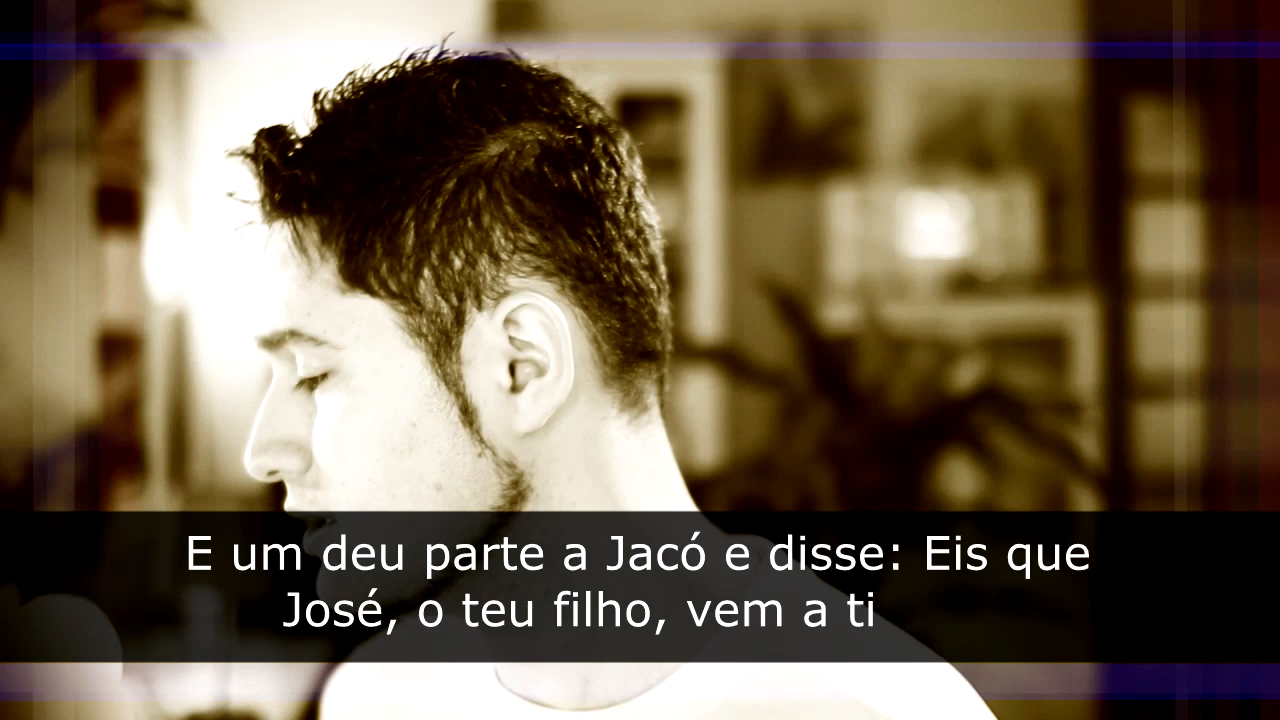 E um deu parte a Jacó e disse: Eis que
José, o teu filho, vem a ti